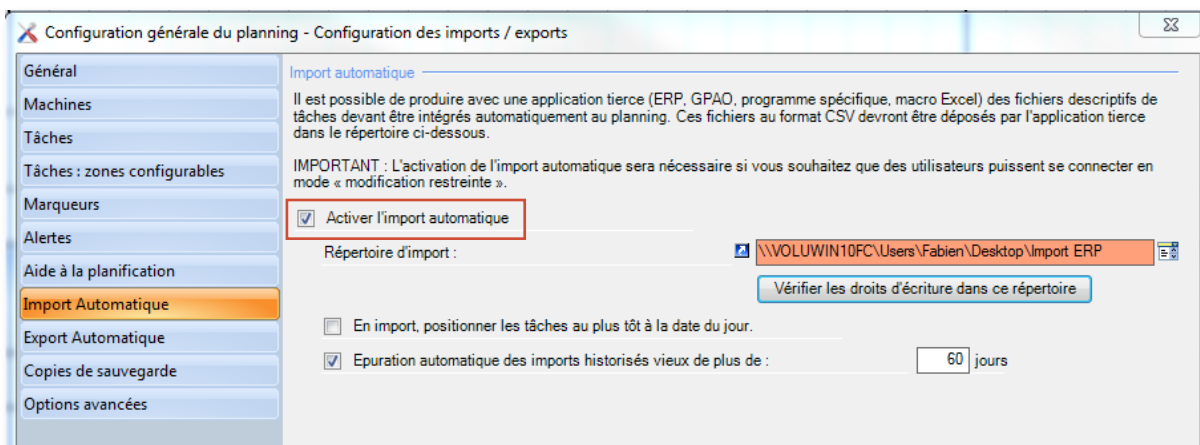 Configuration générale du planning - Configuration des imports / exports
Général
Machines
Tâches
Tâches : zones configurables
Marqueurs
Alertes
Aide à la planification
Import Automatique
Export Automatique
Copies de sauvegarde
Options avancées
Import automatique
Il est possible de produire avec une application tierce (ERP, GPAO, programme spécifique, macro Excel) des fichiers descriptifs de
tâches devant être intégrés automatiquement au planning. Ces fichiers au format CSV devront être déposés par l'application tierce
dans le répertoire ci-dessous.
IMPORTANT : L'activation de l'import automatique sera nécessaire si vous souhaitez que des utilisateurs puissent se connecter en
mode « modification restreinte ».
Activer l'import automatique
Répertoire d'import : \\VOLUWIN10FC\Users\Fabien\Desktop\Import ERP
Vérifier les droits d'écriture dans ce répertoire
En import, positionner les tâches au plus tôt à la date du jour.
Epuration automatique des imports historisés vieux de plus de : 60 jours